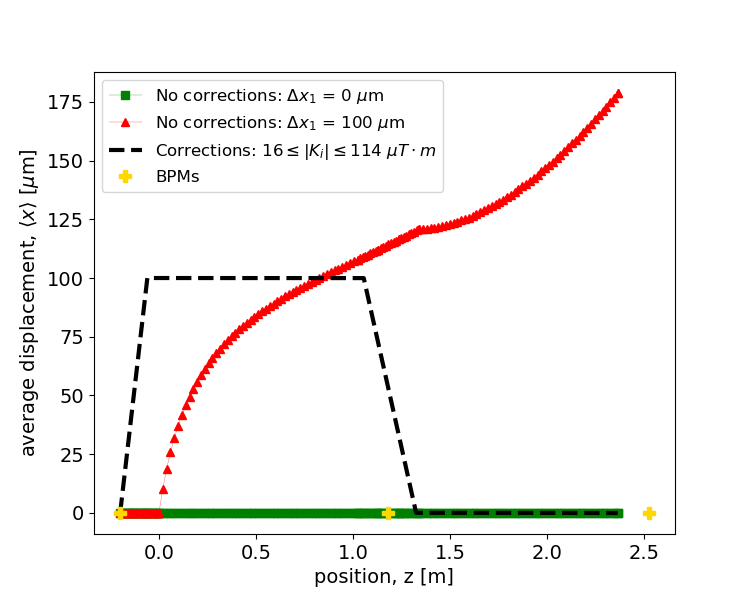 No corrections: Δx₁ = 0 μm
No corrections: Δx₁ = 100 μm
Corrections: 16 ≤ |Kᵢ| ≤ 114 μT · m
BPMs
average displacement, ⟨x⟩ [μm]
175
150
125
100
75
50
25
0
0.0 0.5 1.0 1.5 2.0 2.5
position, z [m]